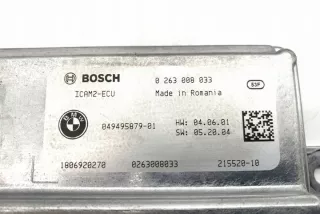 BOSCH 0 263 008 033
ICAM2-ECU Made in Romania
BMW
049495879-01 HW: 04.06.01
SW: 05.20.04
1806920270 0263008033 215520-10